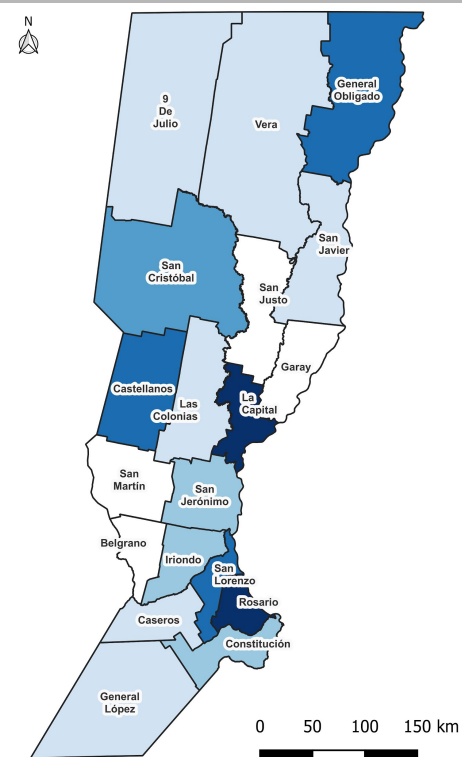 N
General
Obligado
9
De
Julio
Vera
San
Javier
San
Cristóbal
San
Justo
Garay
Castellanos
La
Capital
Las
Colonias
San
Martín
San
Jerónimo
Belgrano
Iriondo
San
Lorenzo
Rosario
Caseros
Constitución
General
López
0 50 100 150 km